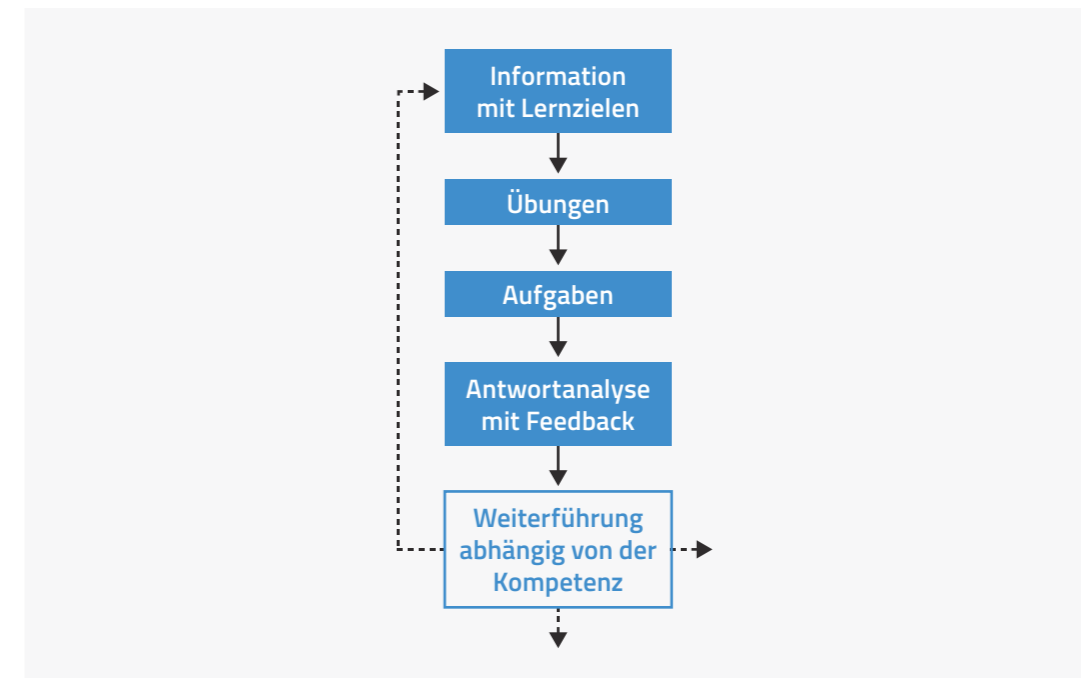 Information
mit Lernzielen
Übungen
Aufgaben
Antwortanalyse
mit Feedback
Weiterführung
abhängig von der
Kompetenz